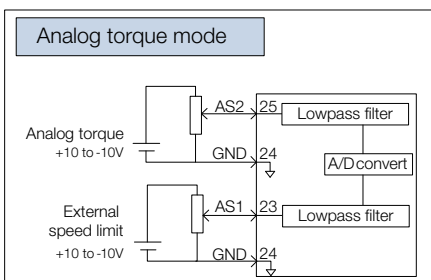 Analog torque mode
AS2 25 Lowpass filter
Analog torque
+10 to -10V
GND 24
A/D convert
External
speed limit
+10 to -10V
AS1 23 Lowpass filter
GND 24